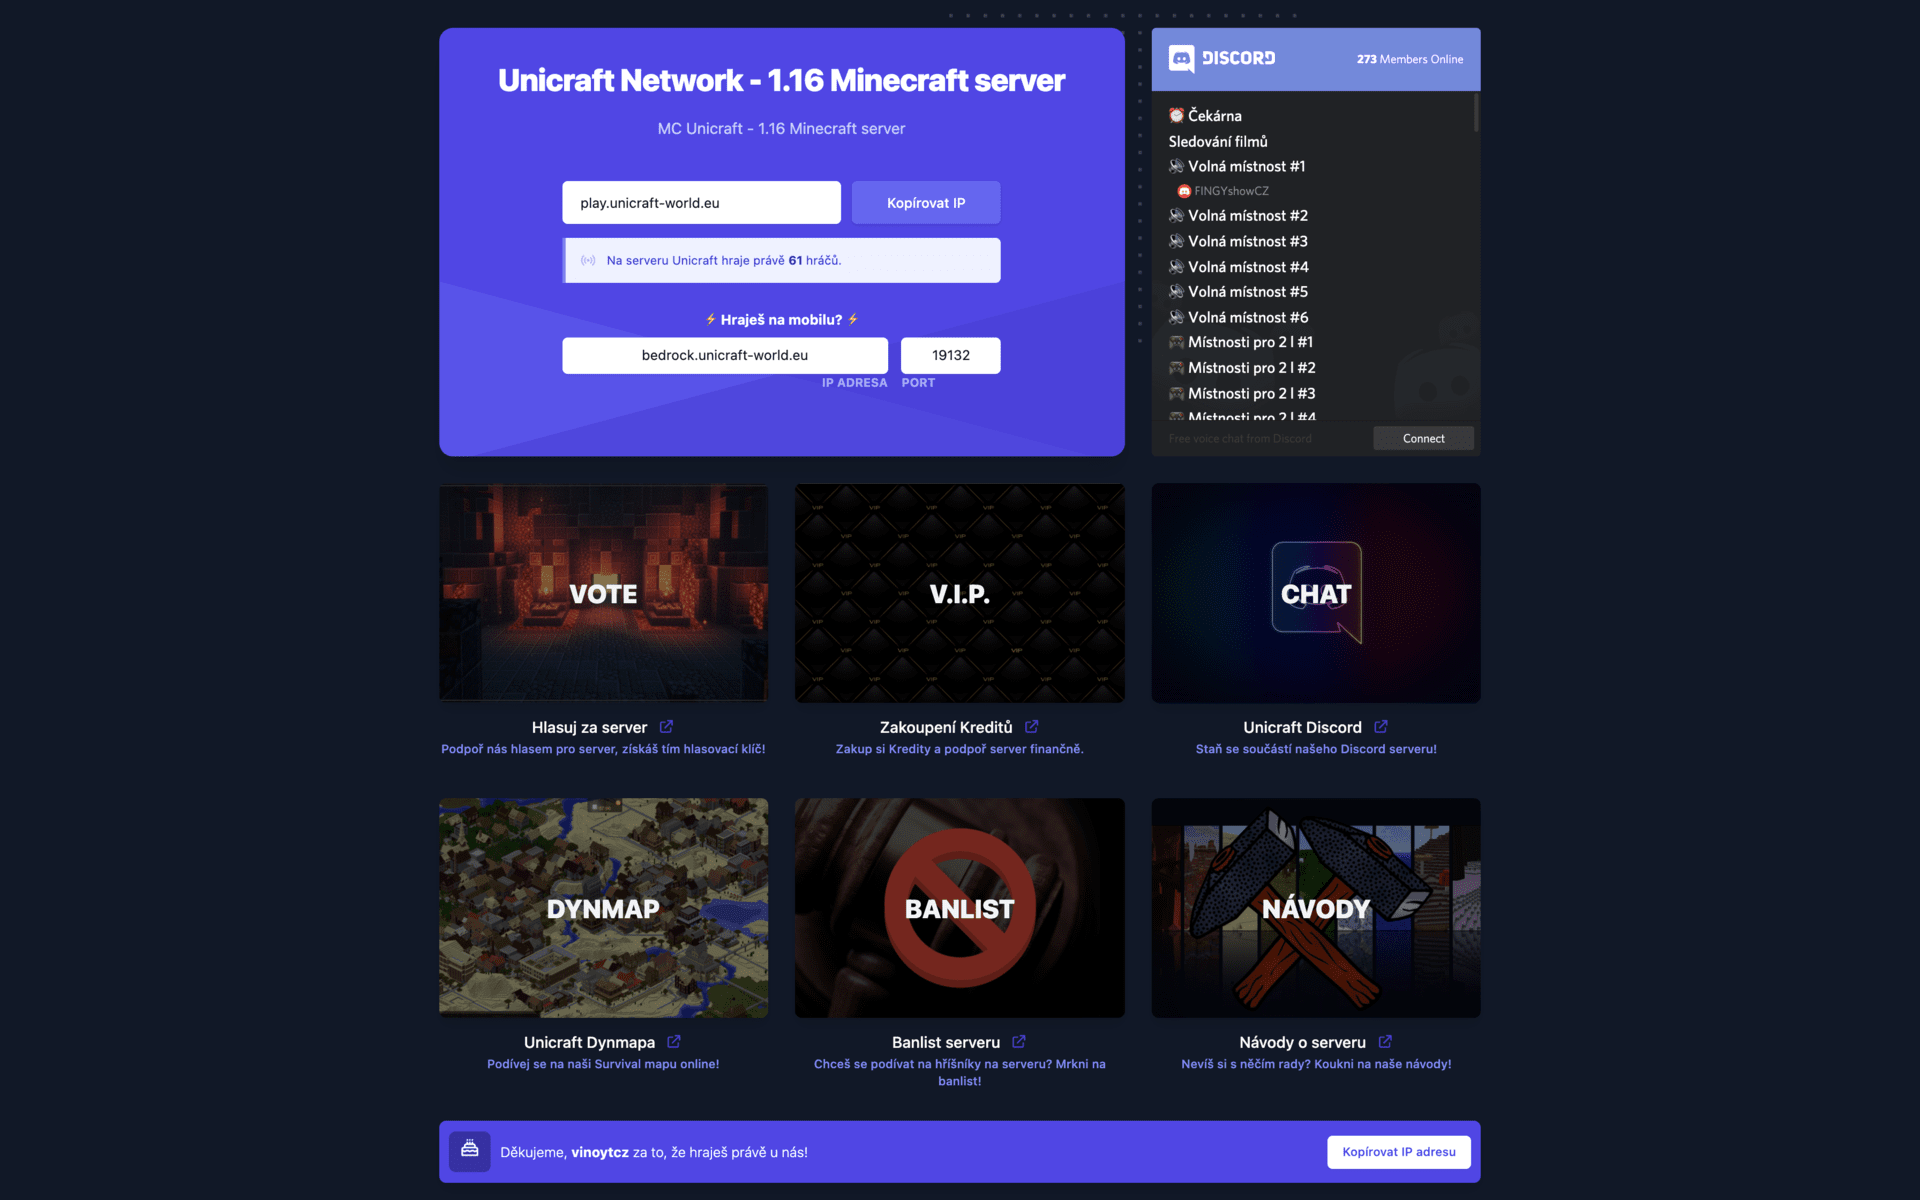 Unicraft Network - 1.16 Minecraft server
MC Unicraft - 1.16 Minecraft server
play.unicraft-world.eu
Kopírovat IP
Na serveru Unicraft hraje právě 61 hráčů.
⚡ Hraješ na mobilu? ⚡
bedrock.unicraft-world.eu
19132
IP ADRESA
PORT
DISCORD
273 Members Online
⏰ Čekárna
Sledování filmů
🔊 Volná místnost #1
FINGYshowCZ
🔊 Volná místnost #2
🔊 Volná místnost #3
🔊 Volná místnost #4
🔊 Volná místnost #5
🔊 Volná místnost #6
🎮 Místnosti pro 2 l #1
🎮 Místnosti pro 2 l #2
🎮 Místnosti pro 2 l #3
🎮 Místnosti pro 2 l #4
Free voice chat from Discord
Connect
VOTE
V.I.P.
CHAT
Hlasuj za server
Podpoř nás hlasem pro server, získáš tím hlasovací klíč!
Zakoupení Kreditů
Zakup si Kredity a podpoř server finančně.
Unicraft Discord
Staň se součástí našeho Discord serveru!
DYNMAP
BANLIST
NÁVODY
Unicraft Dynmapa
Podívej se na naši Survival mapu online!
Banlist serveru
Chceš se podívat na hříšníky na serveru? Mrkni na
banlist!
Návody o serveru
Nevíš si s něčím rady? Koukni na naše návody!
Děkujeme, vinoytcz za to, že hraješ právě u nás!
Kopírovat IP adresu